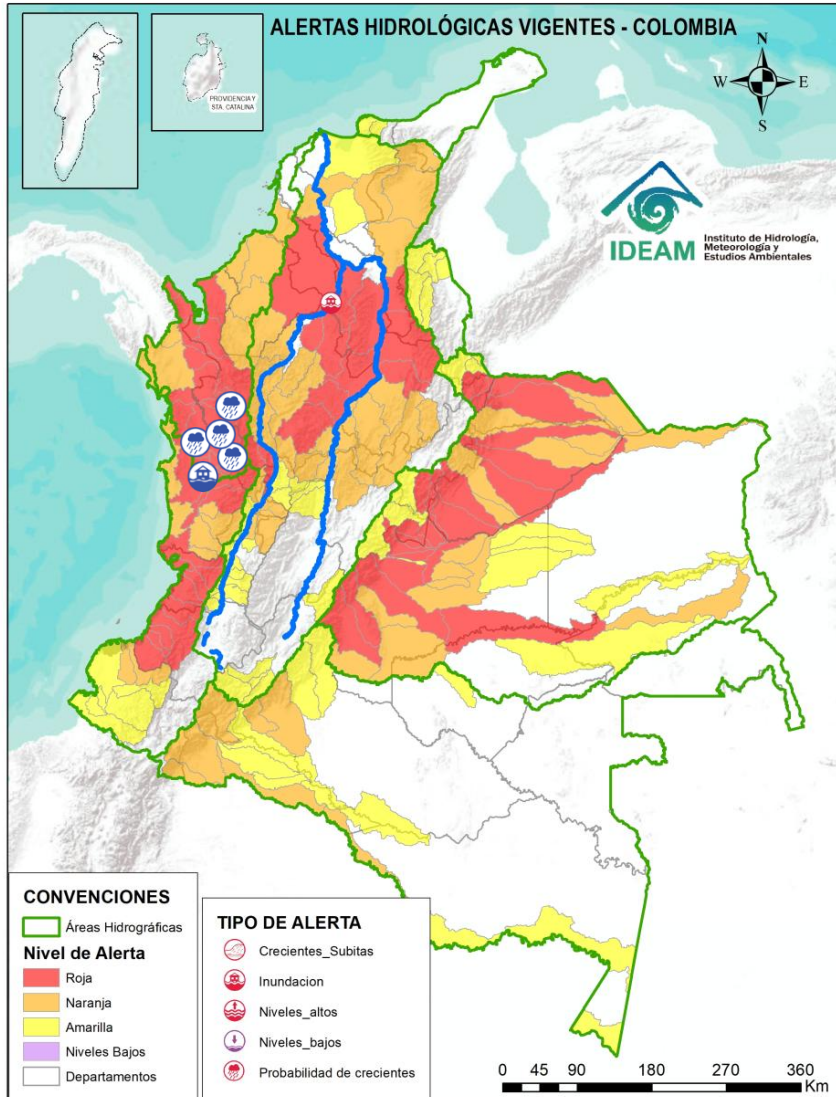 ALERTAS HIDROLÓGICAS VIGENTES - COLOMBIA
PROVIDENCIA Y
STA. CATALINA
N
W
E
S
IDEAM
Instituto de Hidrología,
Meteorología y
Estudios Ambientales
CONVENCIONES
Áreas Hidrográficas
Nivel de Alerta
Roja
Naranja
Amarilla
Niveles Bajos
Departamentos
TIPO DE ALERTA
Crecientes_Subitas
Inundacion
Niveles_altos
Niveles_bajos
Probabilidad de crecientes
0 45 90 180 270 360
Km